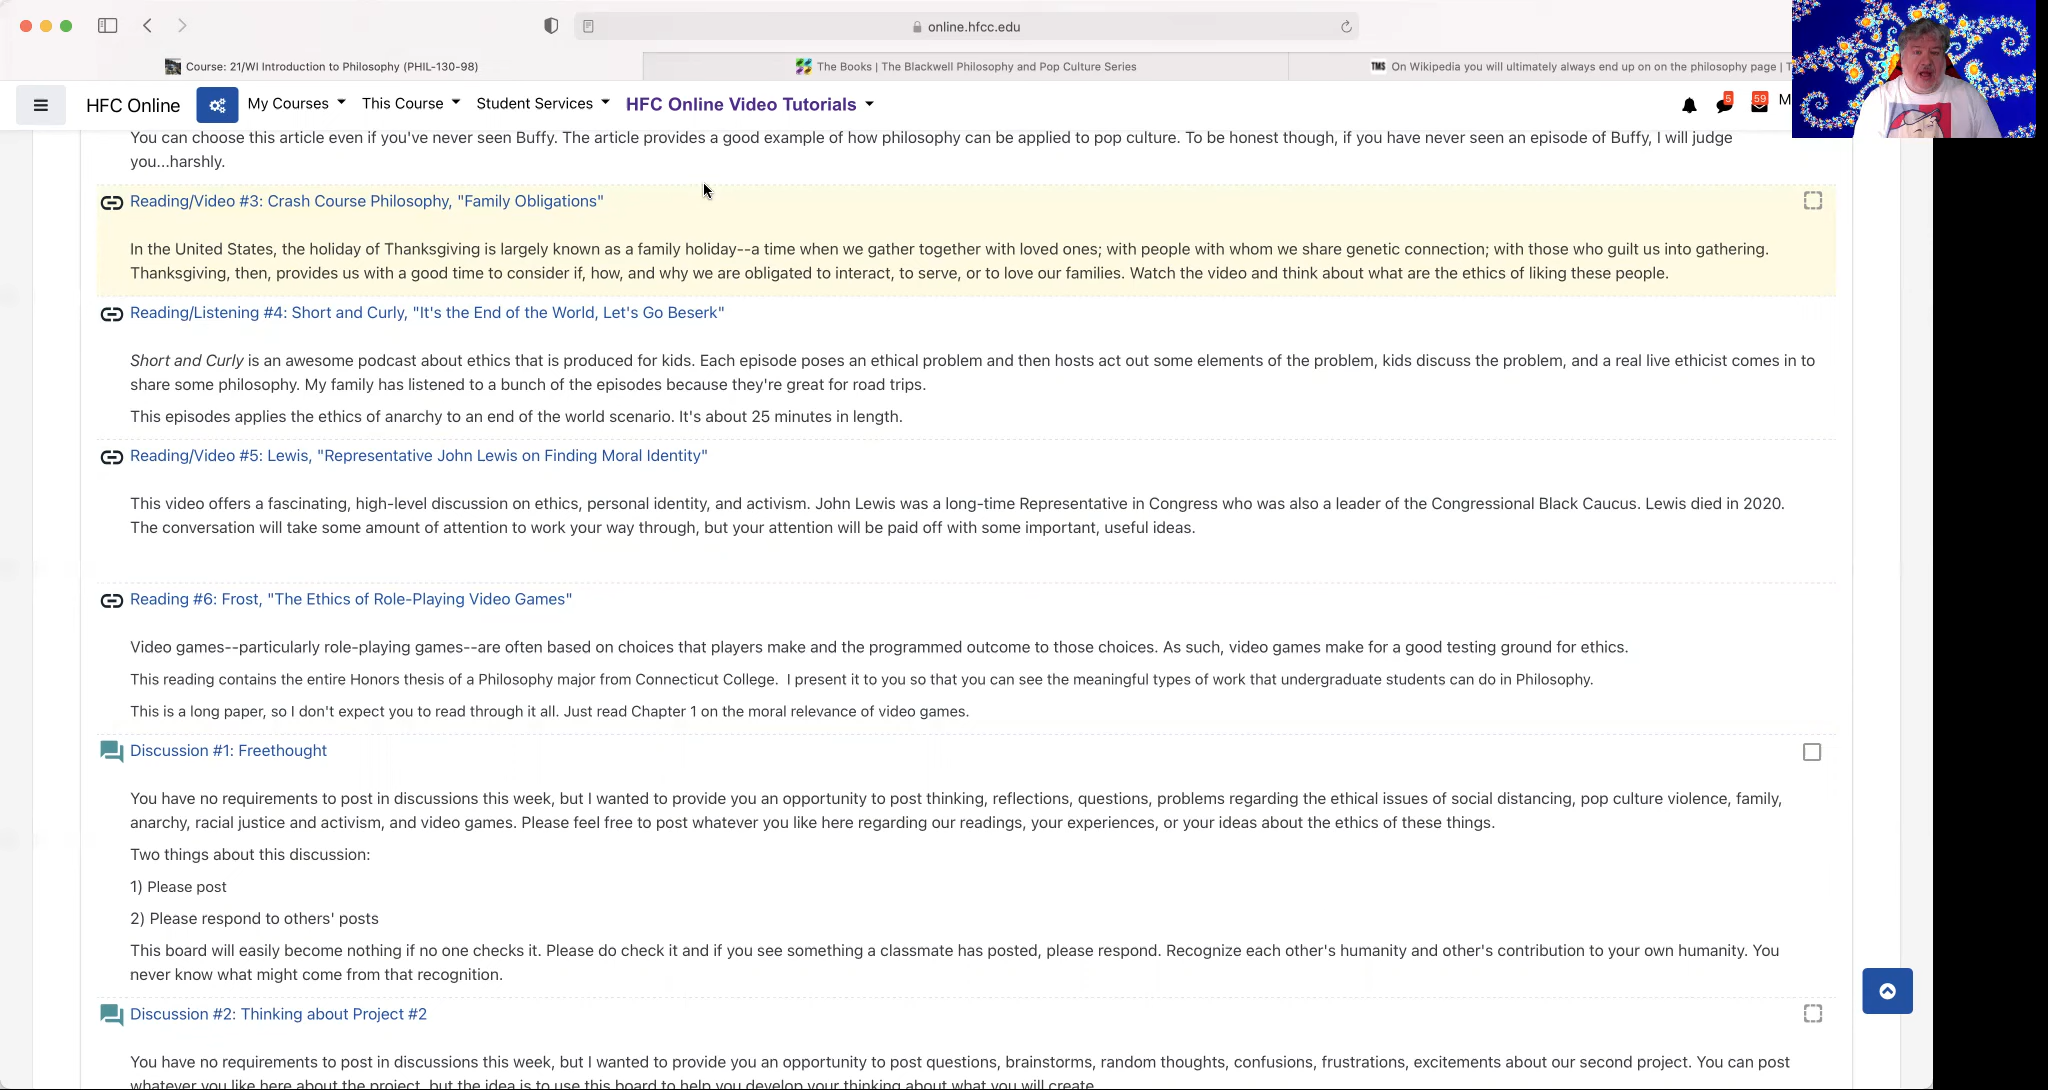 online.hfcc.edu
Course: 21/WI Introduction to Philosophy (PHIL-130-98)
The Books | The Blackwell Philosophy and Pop Culture Series
TMS On Wikipedia you will ultimately always end up on on the philosophy page | T
HFC Online My Courses This Course Student Services HFC Online Video Tutorials 5 59 M
You can choose this article even if you've never seen Buffy. The article provides a good example of how philosophy can be applied to pop culture. To be honest though, if you have never seen an episode of Buffy, I will judge
you...harshly.
Reading/Video #3: Crash Course Philosophy, "Family Obligations"
In the United States, the holiday of Thanksgiving is largely known as a family holiday--a time when we gather together with loved ones; with people with whom we share genetic connection; with those who guilt us into gathering.
Thanksgiving, then, provides us with a good time to consider if, how, and why we are obligated to interact, to serve, or to love our families. Watch the video and think about what are the ethics of liking these people.
Reading/Listening #4: Short and Curly, "It's the End of the World, Let's Go Beserk"
Short and Curly is an awesome podcast about ethics that is produced for kids. Each episode poses an ethical problem and then hosts act out some elements of the problem, kids discuss the problem, and a real live ethicist comes in to
share some philosophy. My family has listened to a bunch of the episodes because they're great for road trips.
This episodes applies the ethics of anarchy to an end of the world scenario. It's about 25 minutes in length.
Reading/Video #5: Lewis, "Representative John Lewis on Finding Moral Identity"
This video offers a fascinating, high-level discussion on ethics, personal identity, and activism. John Lewis was a long-time Representative in Congress who was also a leader of the Congressional Black Caucus. Lewis died in 2020.
The conversation will take some amount of attention to work your way through, but your attention will be paid off with some important, useful ideas.
Reading #6: Frost, "The Ethics of Role-Playing Video Games"
Video games--particularly role-playing games--are often based on choices that players make and the programmed outcome to those choices. As such, video games make for a good testing ground for ethics.
This reading contains the entire Honors thesis of a Philosophy major from Connecticut College. I present it to you so that you can see the meaningful types of work that undergraduate students can do in Philosophy.
This is a long paper, so I don't expect you to read through it all. Just read Chapter 1 on the moral relevance of video games.
Discussion #1: Freethought
You have no requirements to post in discussions this week, but I wanted to provide you an opportunity to post thinking, reflections, questions, problems regarding the ethical issues of social distancing, pop culture violence, family,
anarchy, racial justice and activism, and video games. Please feel free to post whatever you like here regarding our readings, your experiences, or your ideas about the ethics of these things.
Two things about this discussion:
1) Please post
2) Please respond to others' posts
This board will easily become nothing if no one checks it. Please do check it and if you see something a classmate has posted, please respond. Recognize each other's humanity and other's contribution to your own humanity. You
never know what might come from that recognition.
Discussion #2: Thinking about Project #2
You have no requirements to post in discussions this week, but I wanted to provide you an opportunity to post questions, brainstorms, random thoughts, confusions, frustrations, excitements about our second project. You can post
whatever you like here about the project, but the idea is to use this board to help you develop your thinking about what you will create.